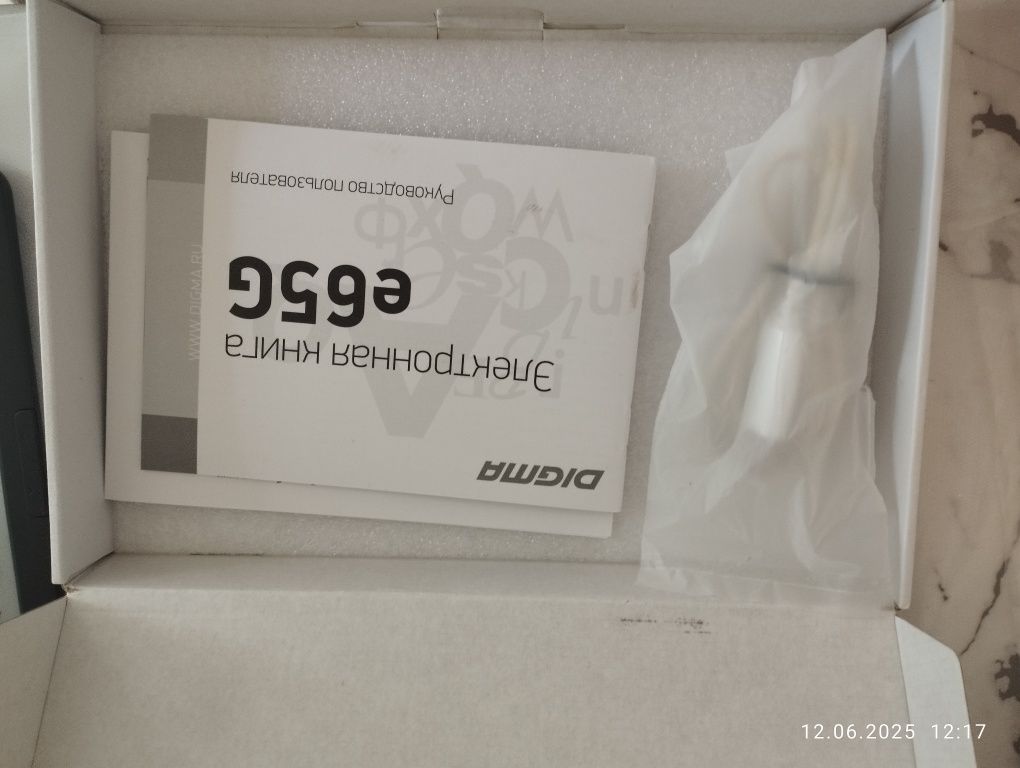 DIGMA
Электронная книга
e65G
Руководство пользователя
WWW.DIGMA.RU
12.06.2025 12:17